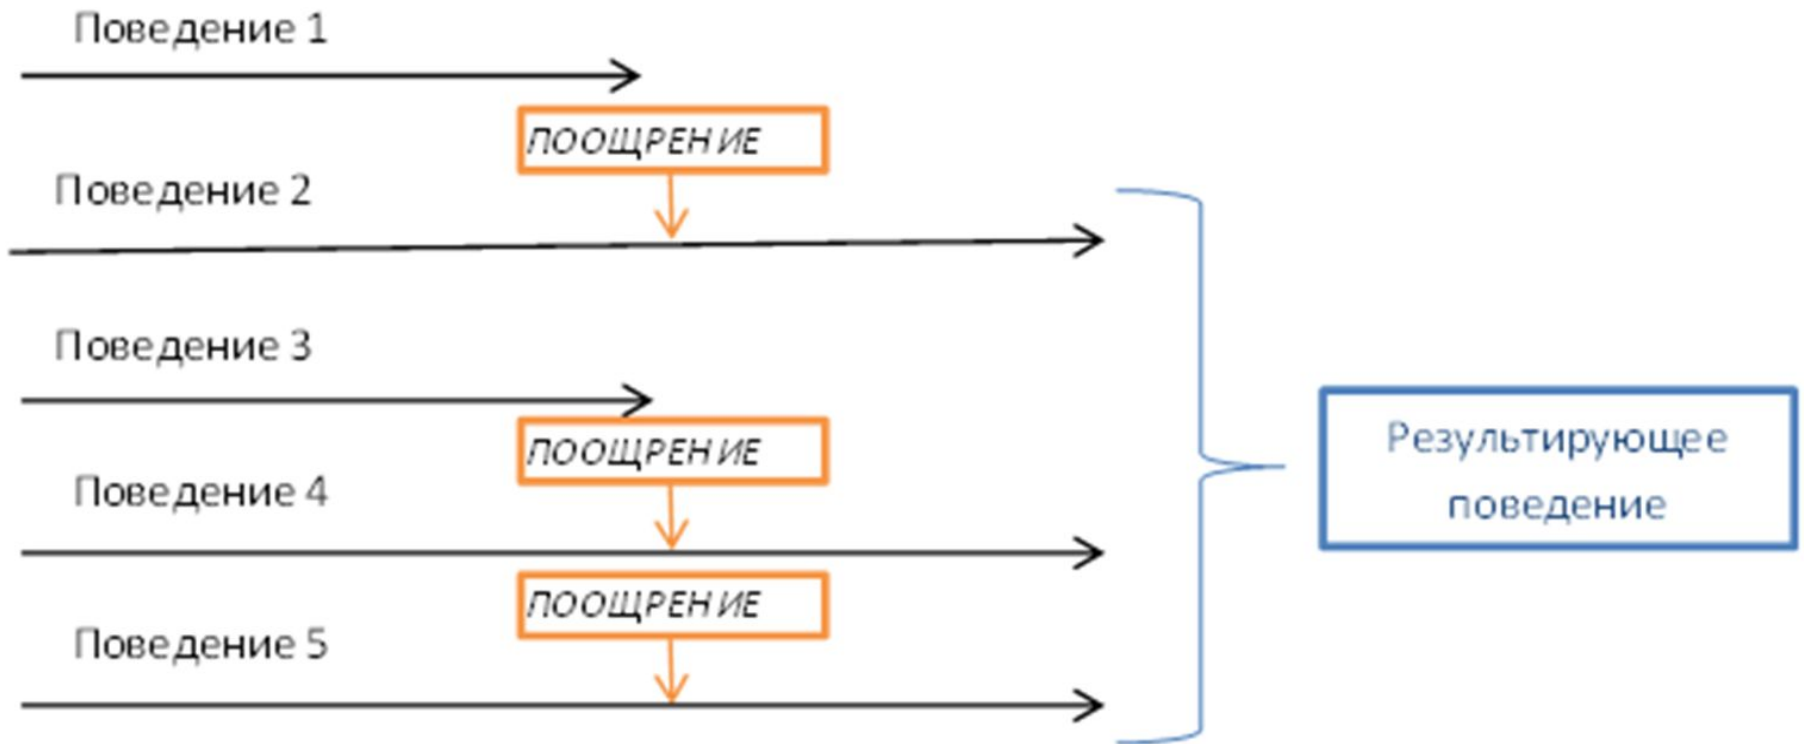 Поведение 1
ПООЩРЕНИЕ
Поведение 2
Поведение 3
ПООЩРЕНИЕ
Поведение 4
ПООЩРЕНИЕ
Поведение 5
Результирующее
поведение